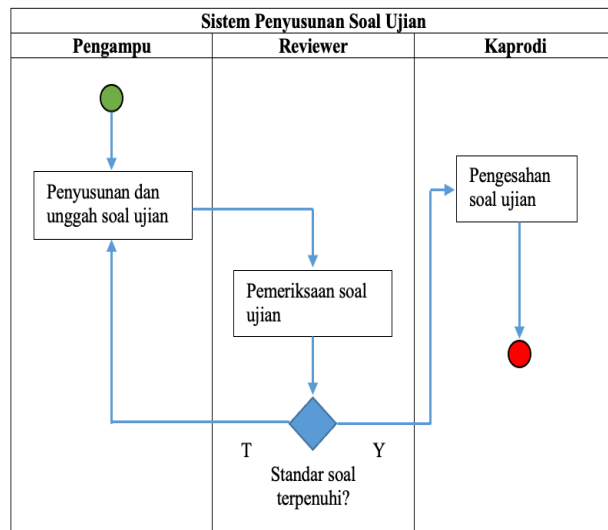 Sistem Penyusunan Soal Ujian
Pengampu
Reviewer
Kaprodi
Penyusunan dan
unggah soal ujian
Pengesahan
soal ujian
Pemeriksaan soal
ujian
T
Y
Standar soal
terpenuhi?